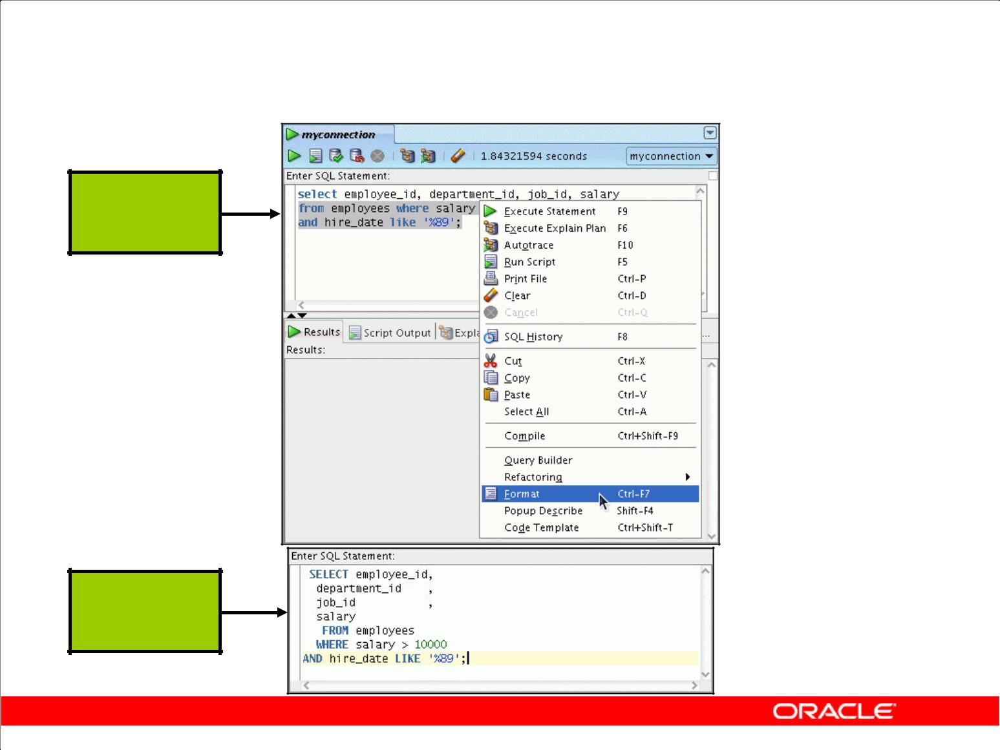 myconnection
1.84321594 seconds
myconnection
Enter SQL Statement:
select employee_id, department_id, job_id, salary
from employees where salary
and hire_date like '%89';
Execute Statement F9
Execute Explain Plan F6
Autotrace F10
Run Script F5
Print File Ctrl-P
Clear Ctrl-D
Cancel Ctrl-Q
Results
Script Output
Expla
...
SQL History F8
Results:
Cut Ctrl-X
Copy Ctrl-C
Paste Ctrl-V
Select All Ctrl-A
Compile Ctrl+Shift-F9
Query Builder
Refactoring
Format Ctrl-F7
Popup Describe Shift-F4
Code Template Ctrl+Shift-T
Enter SQL Statement:
SELECT employee_id,
department_id ,
job_id ,
salary
FROM employees
WHERE salary > 10000
AND hire_date LIKE '%89';
ORACLE